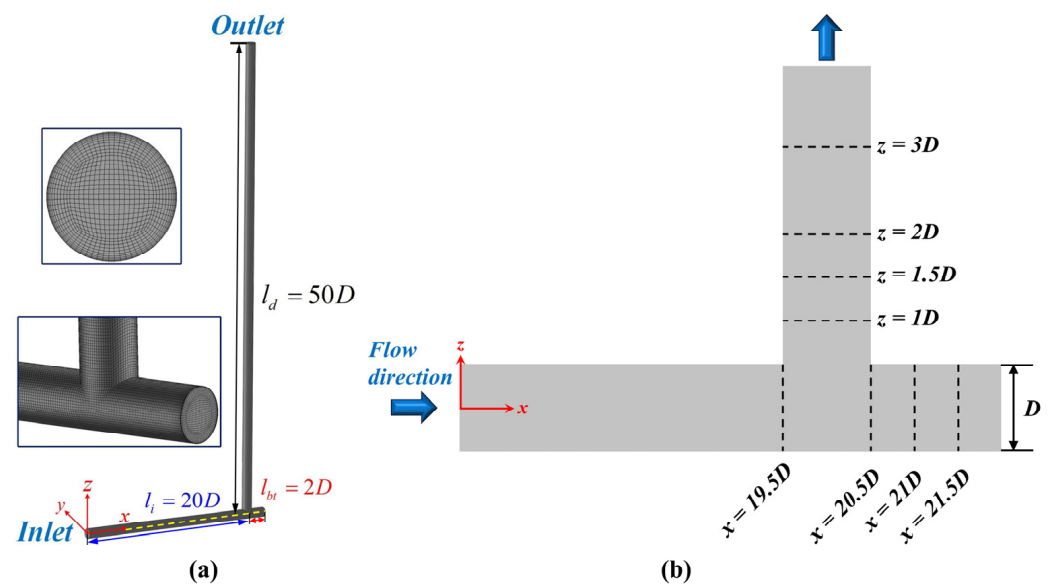 Outlet
l_d = 50D
l_i = 20D
l_bt = 2D
z
y
x
Inlet
(a)
z = 3D
z = 2D
z = 1.5D
z = 1D
Flow
direction
z
x
D
x = 19.5D
x = 20.5D
x = 21D
x = 21.5D
(b)